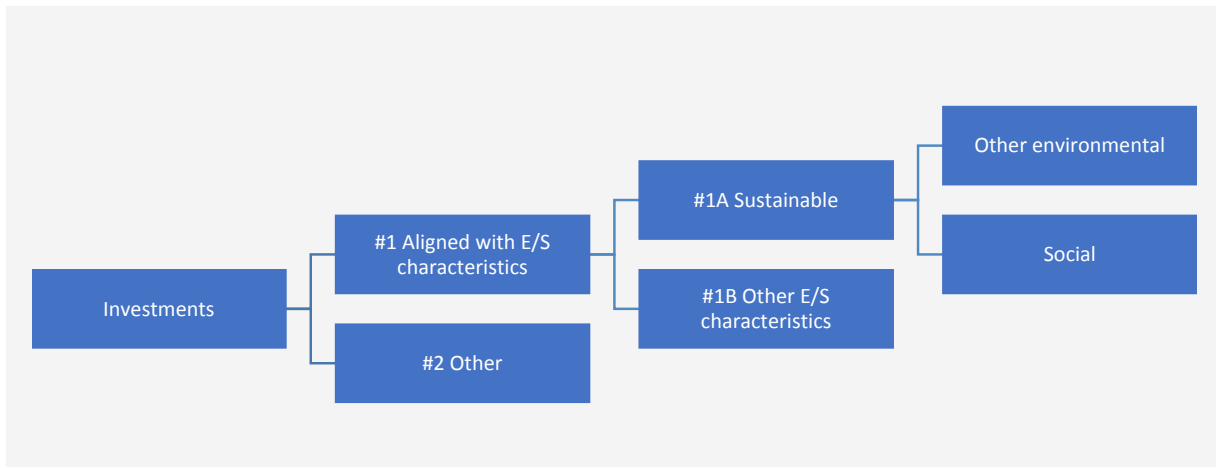 Investments
#1 Aligned with E/S
characteristics
#2 Other
#1A Sustainable
#1B Other E/S
characteristics
Other environmental
Social